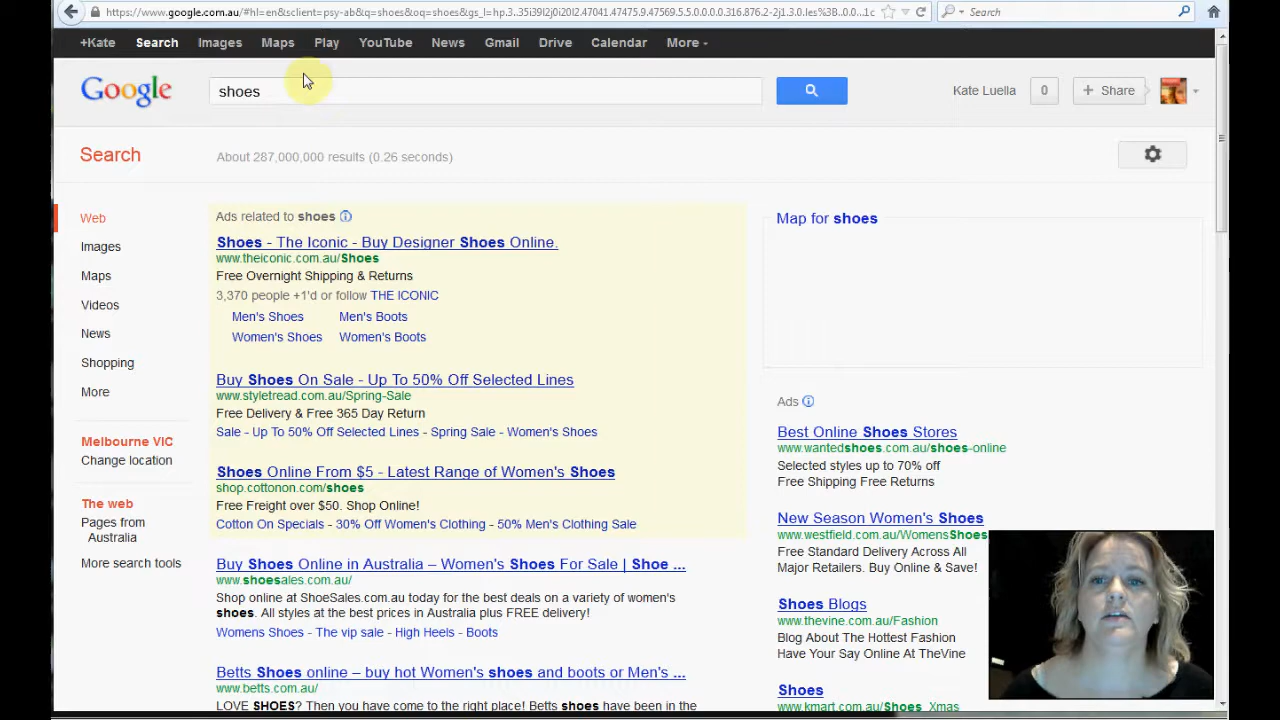 https://www.google.com.au/#hl=en&sclient=psy-ab&q=shoes&oq=shoes&gs_l=hp.3..35i39l2j0i20l2.47041.47475.9.47569.5.5.0.0.0.0.316.876.2-2j1.3.0.les%3B..0.0...1c
Search
+Kate Search Images Maps Play YouTube News Gmail Drive Calendar More
Google
shoes
Kate Luella
0
+ Share
Search
About 287,000,000 results (0.26 seconds)
Web
Images
Maps
Videos
News
Shopping
More
Melbourne VIC
Change location
The web
Pages from
Australia
More search tools
Ads related to shoes
Shoes - The Iconic - Buy Designer Shoes Online.
www.theiconic.com.au/Shoes
Free Overnight Shipping & Returns
3,370 people +1'd or follow THE ICONIC
Men's Shoes Men's Boots
Women's Shoes Women's Boots
Buy Shoes On Sale - Up To 50% Off Selected Lines
www.styletread.com.au/Spring-Sale
Free Delivery & Free 365 Day Return
Sale - Up To 50% Off Selected Lines - Spring Sale - Women's Shoes
Shoes Online From $5 - Latest Range of Women's Shoes
shop.cottonon.com/shoes
Free Freight over $50. Shop Online!
Cotton On Specials - 30% Off Women's Clothing - 50% Men's Clothing Sale
Buy Shoes Online in Australia – Women's Shoes For Sale | Shoe ...
www.shoesales.com.au/
Shop online at ShoeSales.com.au today for the best deals on a variety of women's
shoes. All styles at the best prices in Australia plus FREE delivery!
Womens Shoes - The vip sale - High Heels - Boots
Betts Shoes online – buy hot Women's shoes and boots or Men's ...
www.betts.com.au/
LOVE SHOES? Then you have come to the right place! Betts shoes have been in the
Map for shoes
Ads
Best Online Shoes Stores
www.wantedshoes.com.au/shoes-online
Selected styles up to 70% off
Free Shipping Free Returns
New Season Women's Shoes
www.westfield.com.au/WomensShoes
Free Standard Delivery Across All
Major Retailers. Buy Online & Save!
Shoes Blogs
www.thevine.com.au/Fashion
Blog About The Hottest Fashion
Have Your Say Online At TheVine
Shoes
www.kmart.com.au/Shoes_Xmas